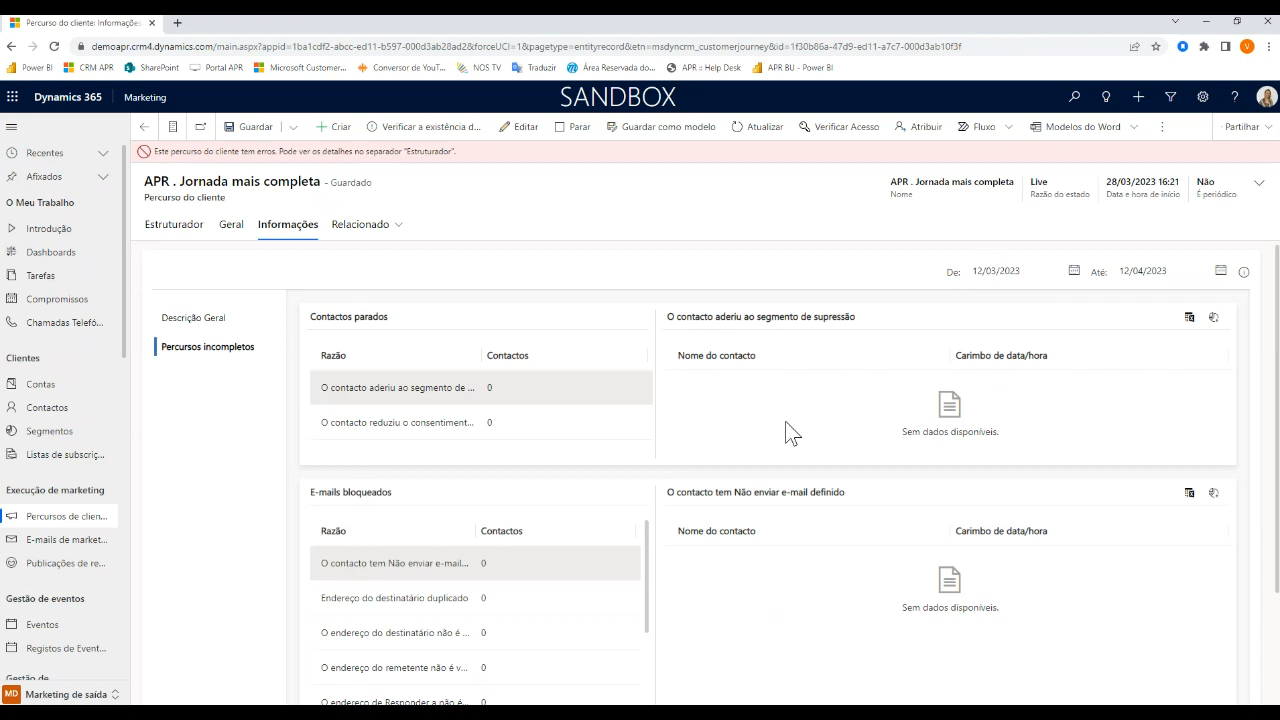 Percurso do cliente: Informações
demoapr.crm4.dynamics.com/main.aspx?appid=1ba1cdf2-abcc-ed11-b597-000d3ab28ad2&forceUCI=1&pagetype=entityrecord&etn=msdyncrm_customerjourney&id=1f30b86a-47d9-ed11-a7c7-000d3ab10f3f
V
Power BI CRM APR SharePoint Portal APR Microsoft Customer... Conversor de YouT... NOS TV Traduzir Área Reservada do... APR :: Help Desk APR BU - Power BI
Dynamics 365 Marketing SANDBOX
Guardar Criar Verificar a existência d... Editar Parar Guardar como modelo Atualizar Verificar Acesso Atribuir Fluxo Modelos do Word Partilhar
Este percurso do cliente tem erros. Pode ver os detalhes no separador "Estruturador".
Recentes
Afixados
O Meu Trabalho
Introdução
Dashboards
Tarefas
Compromissos
Chamadas Telefó...
Clientes
Contas
Contactos
Segmentos
Listas de subscriç...
Execução de marketing
Percursos de clien...
E-mails de market...
Publicações de re...
Gestão de eventos
Eventos
Registos de Event...
Gestão de
MD Marketing de saída
APR . Jornada mais completa - Guardado
Percurso do cliente
APR . Jornada mais completa
Nome
Live
Razão do estado
28/03/2023 16:21
Data e hora de início
Não
É periódico
Estruturador Geral Informações Relacionado
De: 12/03/2023 Até: 12/04/2023
Descrição Geral
Percursos incompletos
Contactos parados
Razão Contactos
O contacto aderiu ao segmento de ... 0
O contacto reduziu o consentiment... 0
O contacto aderiu ao segmento de supressão
Nome do contacto Carimbo de data/hora
Sem dados disponíveis.
E-mails bloqueados
Razão Contactos
O contacto tem Não enviar e-mail... 0
Endereço do destinatário duplicado 0
O endereço do destinatário não é ... 0
O endereço do remetente não é v... 0
O endereço de Responder a não é... 0
O contacto tem Não enviar e-mail definido
Nome do contacto Carimbo de data/hora
Sem dados disponíveis.